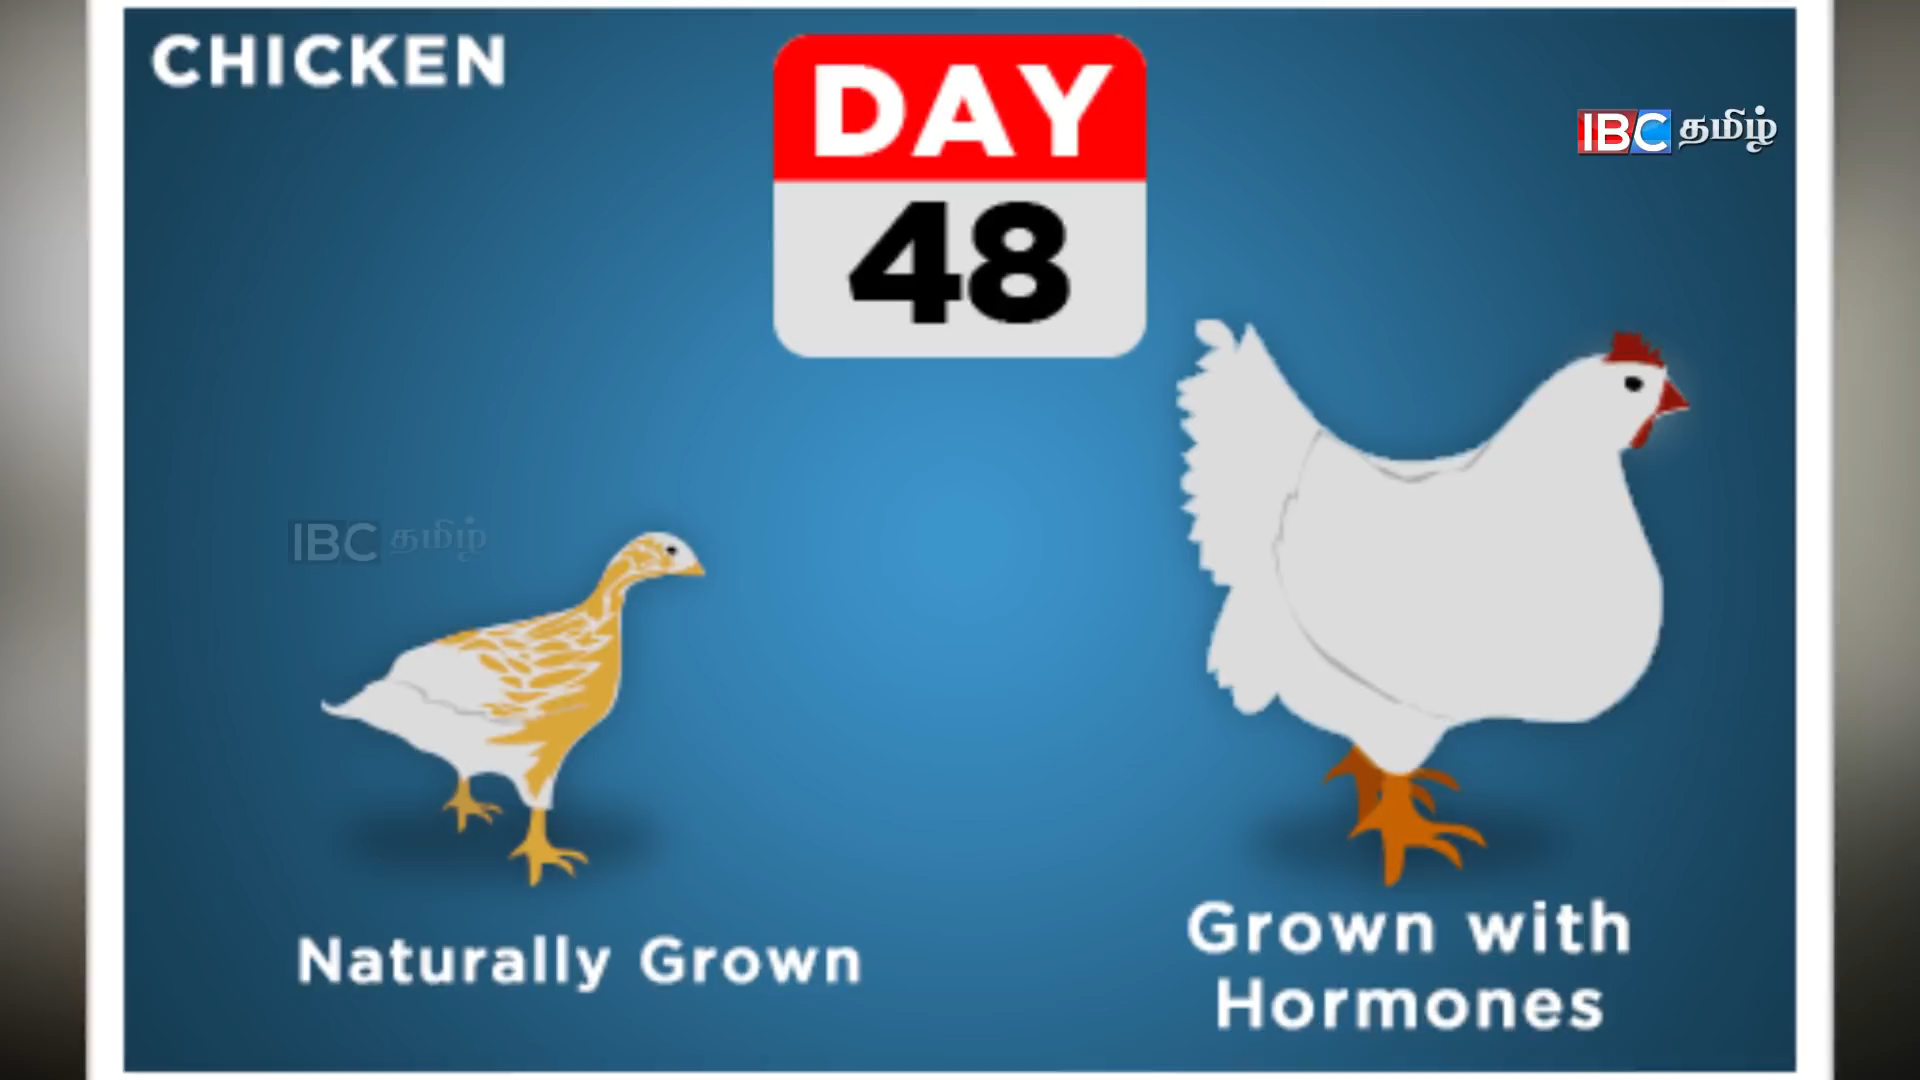 CHICKEN
DAY
48
IBC தமிழ்
IBC தமிழ்
Naturally Grown
Grown with
Hormones